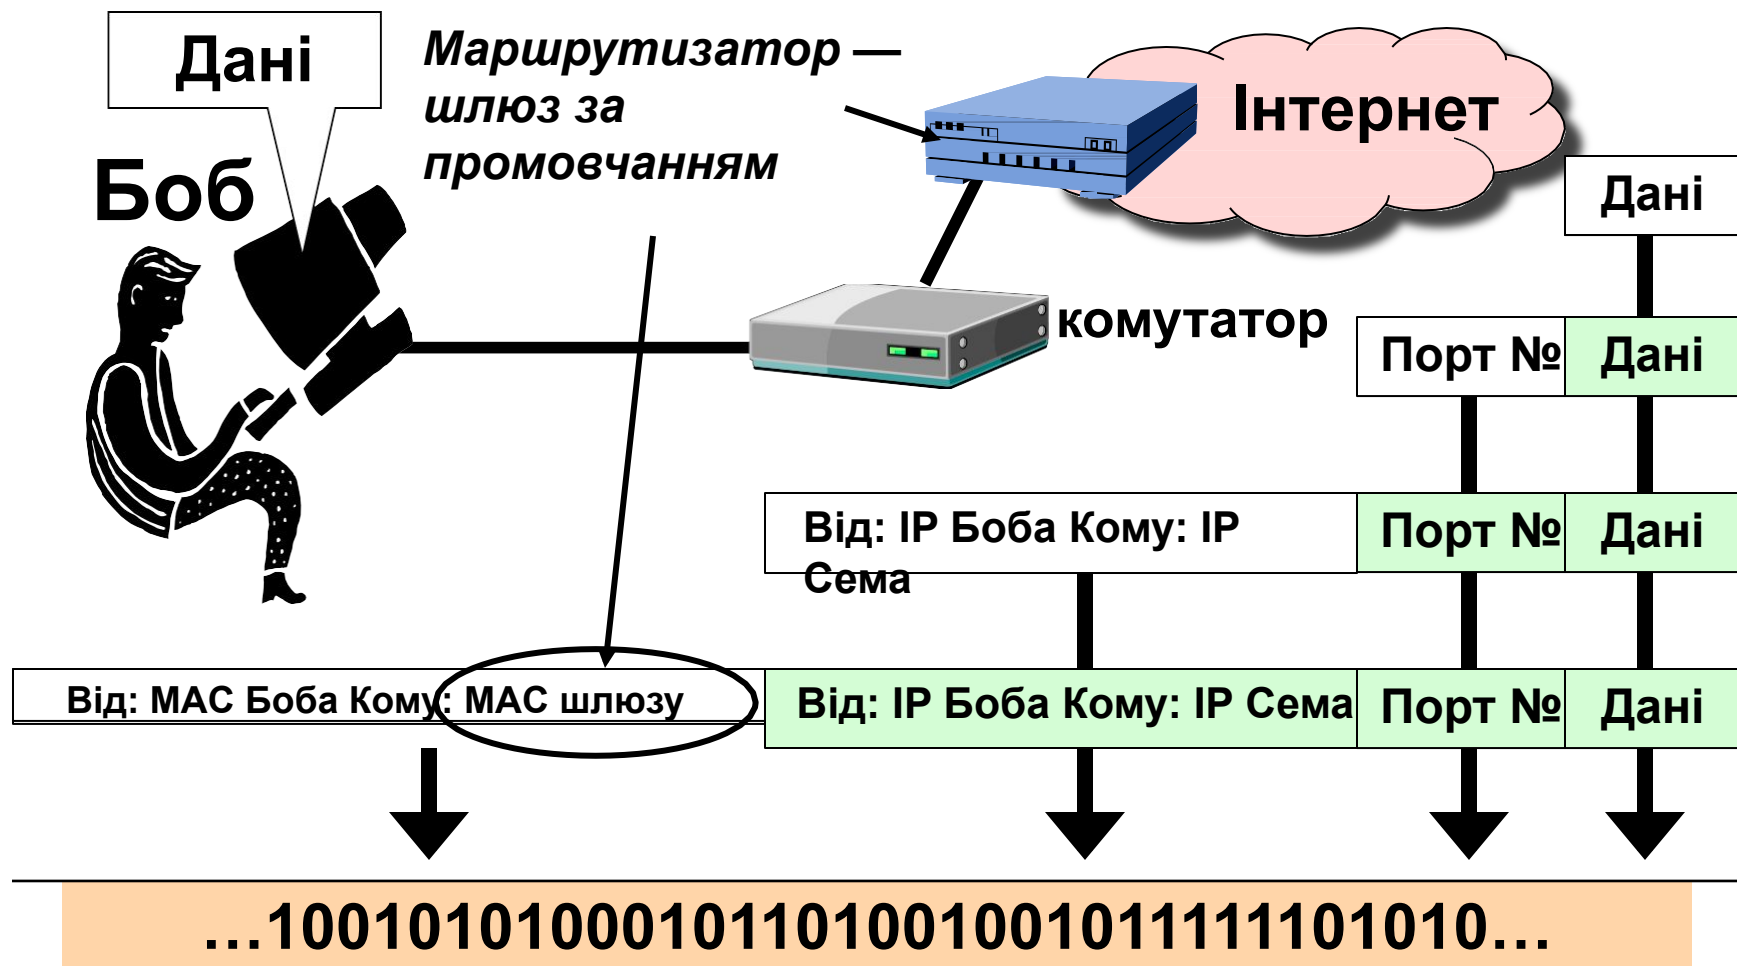 Дані
Маршрутизатор —
шлюз за
промовчанням
Інтернет
Боб
Дані
комутатор
Порт № Дані
Від: IP Боба Кому: IP
Сема
Порт № Дані
Від: MAC Боба Кому: MAC шлюзу Від: IP Боба Кому: IP Сема Порт № Дані
…1001010100010110100100101111101010…